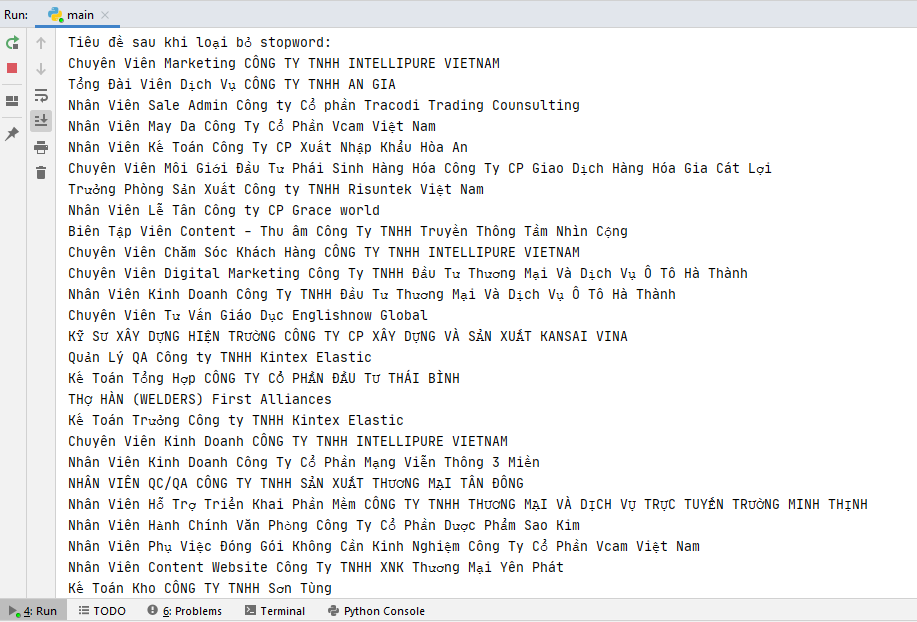 Run: main
Tiêu đề sau khi loại bỏ stopword:
Chuyên Viên Marketing CÔNG TY TNHH INTELLIPURE VIETNAM
Tổng Đài Viên Dịch Vụ CÔNG TY TNHH AN GIA
Nhân Viên Sale Admin Công ty Cổ phần Tracodi Trading Counsulting
Nhân Viên May Da Công Ty Cổ Phần Vcam Việt Nam
Nhân Viên Kế Toán Công Ty CP Xuất Nhập Khẩu Hòa An
Chuyên Viên Môi Giới Đầu Tư Phái Sinh Hàng Hóa Công Ty CP Giao Dịch Hàng Hóa Gia Cát Lợi
Trưởng Phòng Sản Xuất Công ty TNHH Risuntek Việt Nam
Nhân Viên Lễ Tân Công ty CP Grace world
Biên Tập Viên Content - Thu âm Công Ty TNHH Truyền Thông Tầm Nhìn Cộng
Chuyên Viên Chăm Sóc Khách Hàng CÔNG TY TNHH INTELLIPURE VIETNAM
Chuyên Viên Digital Marketing Công Ty TNHH Đầu Tư Thương Mại Và Dịch Vụ Ô Tô Hà Thành
Nhân Viên Kinh Doanh Công Ty TNHH Đầu Tư Thương Mại Và Dịch Vụ Ô Tô Hà Thành
Chuyên Viên Tư Vấn Giáo Dục Englishnow Global
KỸ SƯ XÂY DỰNG HIỆN TRƯỜNG CÔNG TY CP XÂY DỰNG VÀ SẢN XUẤT KANSAI VINA
Quản Lý QA Công ty TNHH Kintex Elastic
Kế Toán Tổng Hợp CÔNG TY CỔ PHẦN ĐẦU TƯ THÁI BÌNH
THỢ HÀN (WELDERS) First Alliances
Kế Toán Trưởng Công ty TNHH Kintex Elastic
Chuyên Viên Kinh Doanh CÔNG TY TNHH INTELLIPURE VIETNAM
Nhân Viên Kinh Doanh Công Ty Cổ Phần Mạng Viễn Thông 3 Miền
NHÂN VIÊN QC/QA CÔNG TY TNHH SẢN XUẤT THƯƠNG MẠI TÂN ĐÔNG
Nhân Viên Hỗ Trợ Triển Khai Phần Mềm CÔNG TY TNHH THƯƠNG MẠI VÀ DỊCH VỤ TRỰC TUYẾN TRƯỜNG MINH THỊNH
Nhân Viên Hành Chính Văn Phòng Công Ty Cổ Phần Dược Phẩm Sao Kim
Nhân Viên Phụ Việc Đóng Gói Không Cần Kinh Nghiệm Công Ty Cổ Phần Vcam Việt Nam
Nhân Viên Content Website Công Ty TNHH XNK Thương Mại Yên Phát
Kế Toán Kho CÔNG TY TNHH Sơn Tùng
4: Run TODO 6: Problems Terminal Python Console